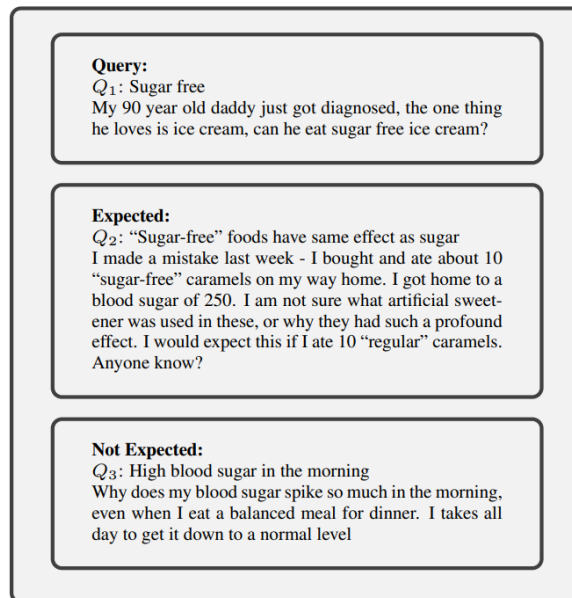 Query:
Q1: Sugar free
My 90 year old daddy just got diagnosed, the one thing
he loves is ice cream, can he eat sugar free ice cream?
Expected:
Q2: “Sugar-free” foods have same effect as sugar
I made a mistake last week - I bought and ate about 10
“sugar-free” caramels on my way home. I got home to a
blood sugar of 250. I am not sure what artificial sweet-
ener was used in these, or why they had such a profound
effect. I would expect this if I ate 10 “regular” caramels.
Anyone know?
Not Expected:
Q3: High blood sugar in the morning
Why does my blood sugar spike so much in the morning,
even when I eat a balanced meal for dinner. I takes all
day to get it down to a normal level